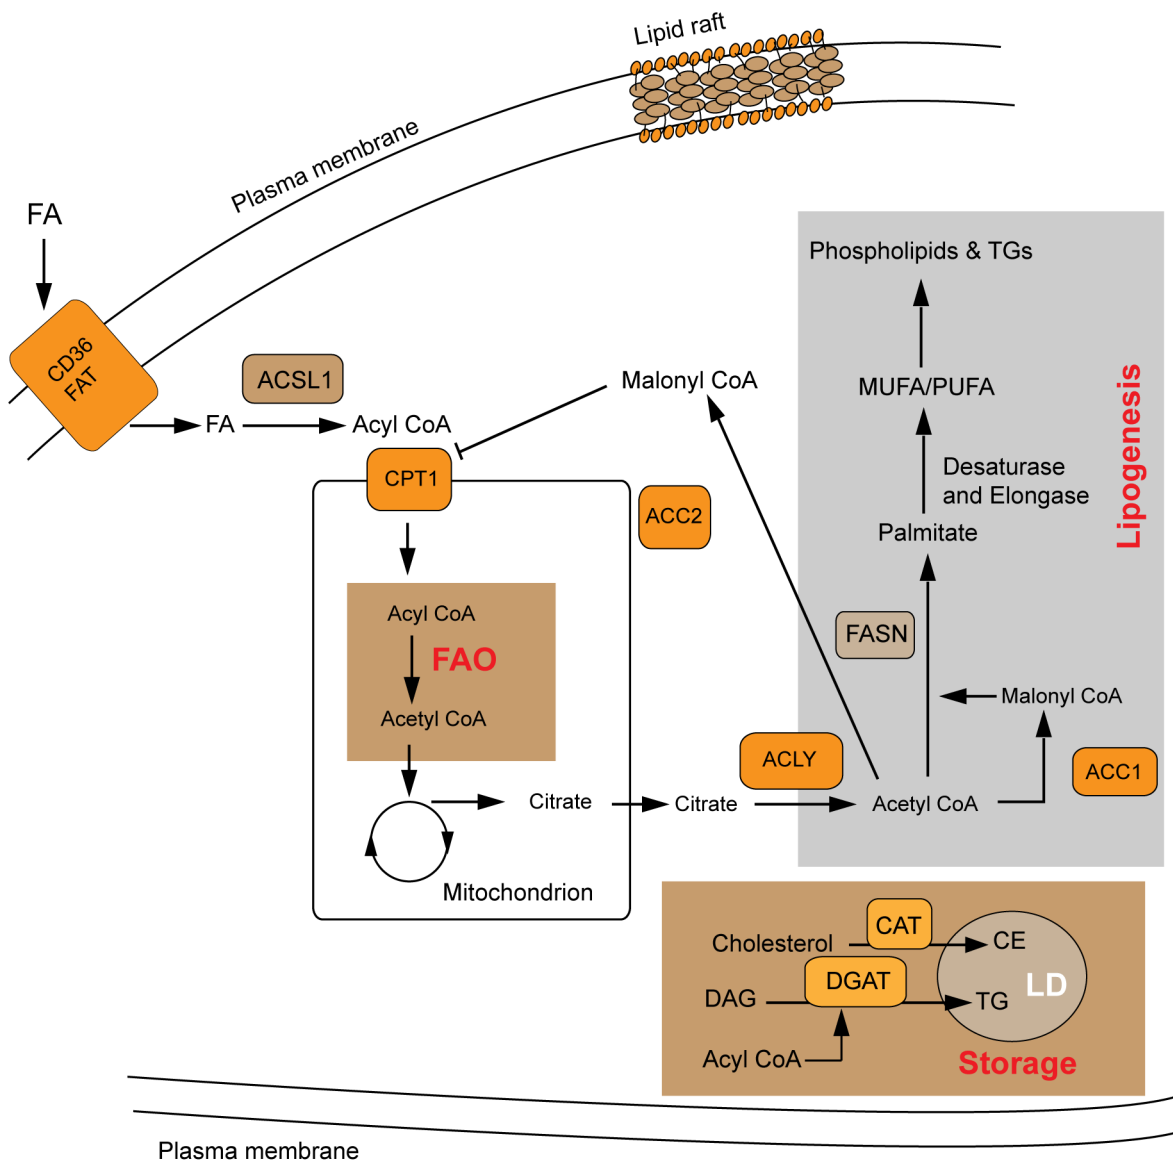 Lipid raft
Plasma membrane
FA
CD36
FAT
FA
ACSL1
Acyl CoA
Malonyl CoA
CPT1
ACC2
Acyl CoA
FAO
Acetyl CoA
Citrate
Mitochondrion
Citrate
ACLY
Phospholipids & TGs
MUFA/PUFA
Desaturase
and Elongase
Palmitate
FASN
Malonyl CoA
Acetyl CoA
ACC1
Lipogenesis
Cholesterol
CAT
CE
DAG
DGAT
TG
LD
Acyl CoA
Storage
Plasma membrane